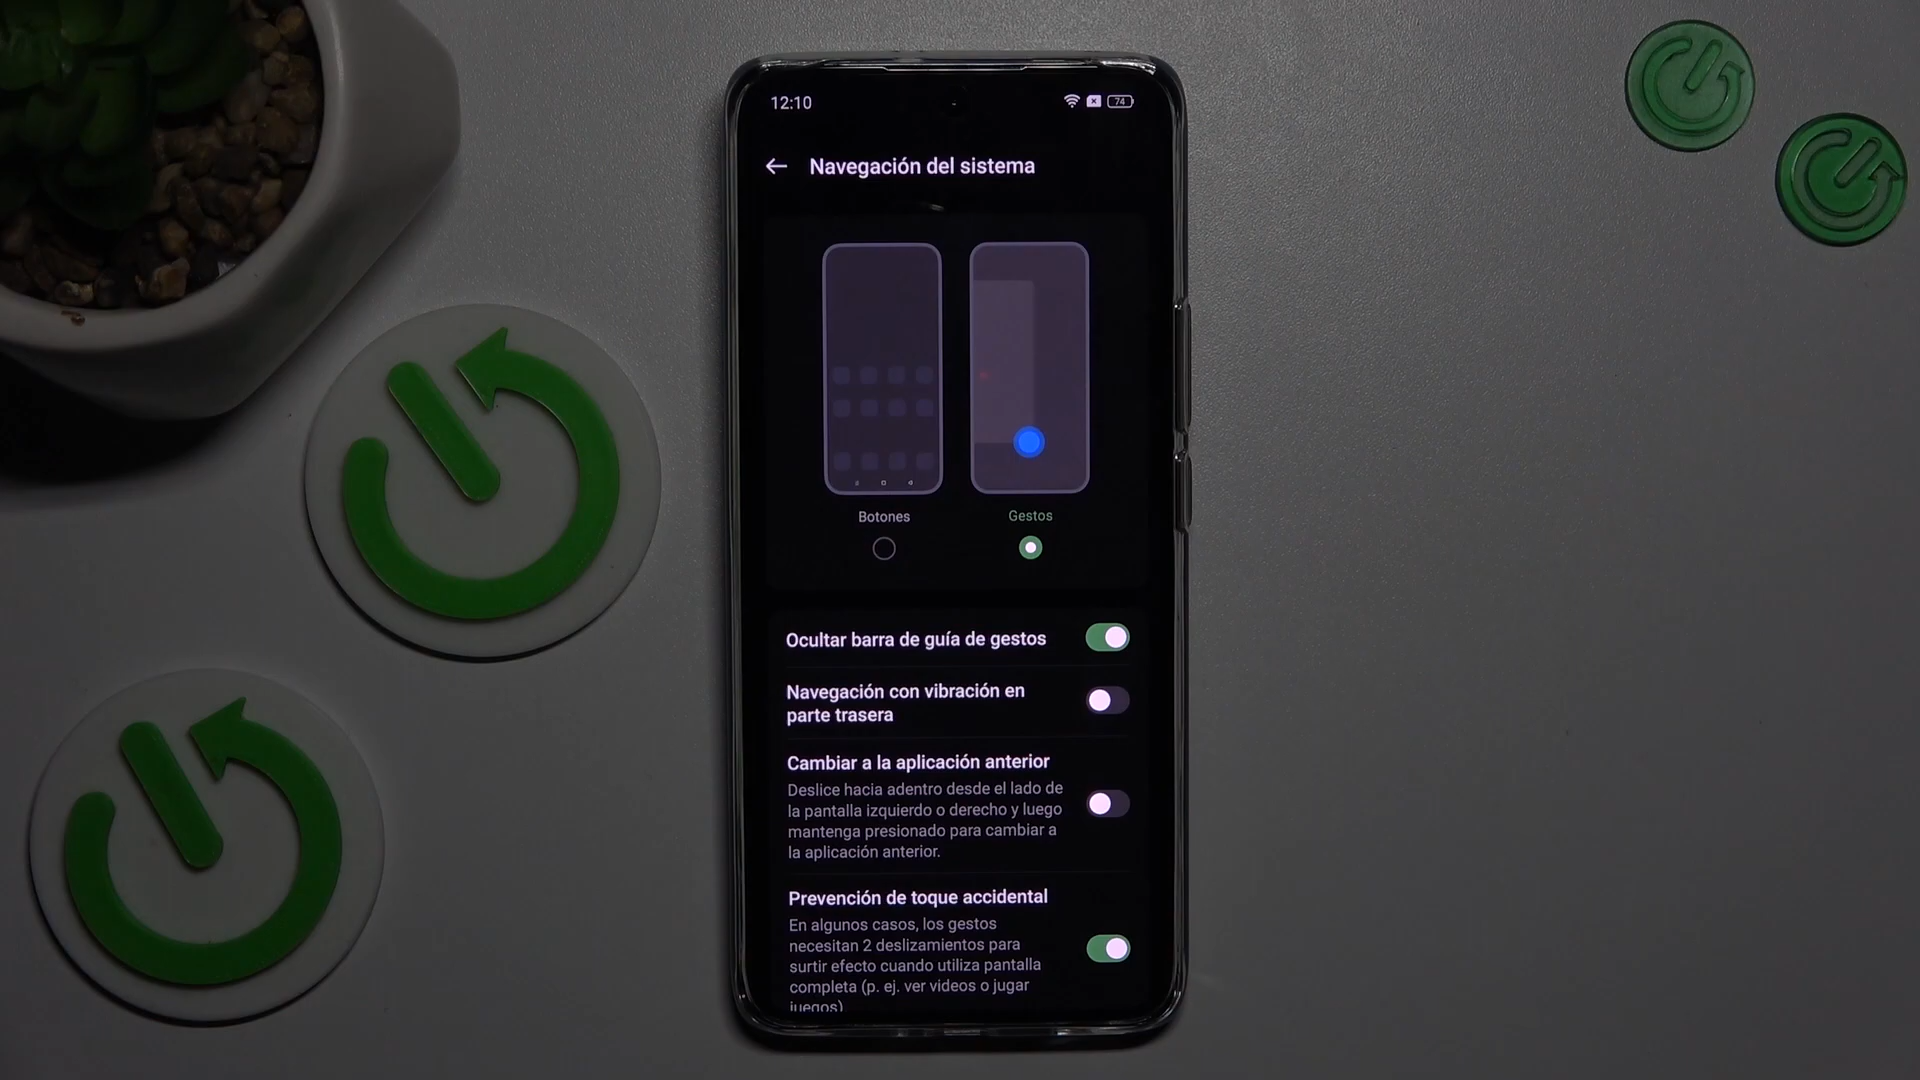 12:10
74
Navegación del sistema
Botones
Gestos
Ocultar barra de guía de gestos
Navegación con vibración en
parte trasera
Cambiar a la aplicación anterior
Deslice hacia adentro desde el lado de
la pantalla izquierdo o derecho y luego
mantenga presionado para cambiar a
la aplicación anterior.
Prevención de toque accidental
En algunos casos, los gestos
necesitan 2 deslizamientos para
surtir efecto cuando utiliza pantalla
completa (p. ej. ver videos o jugar
juegos)